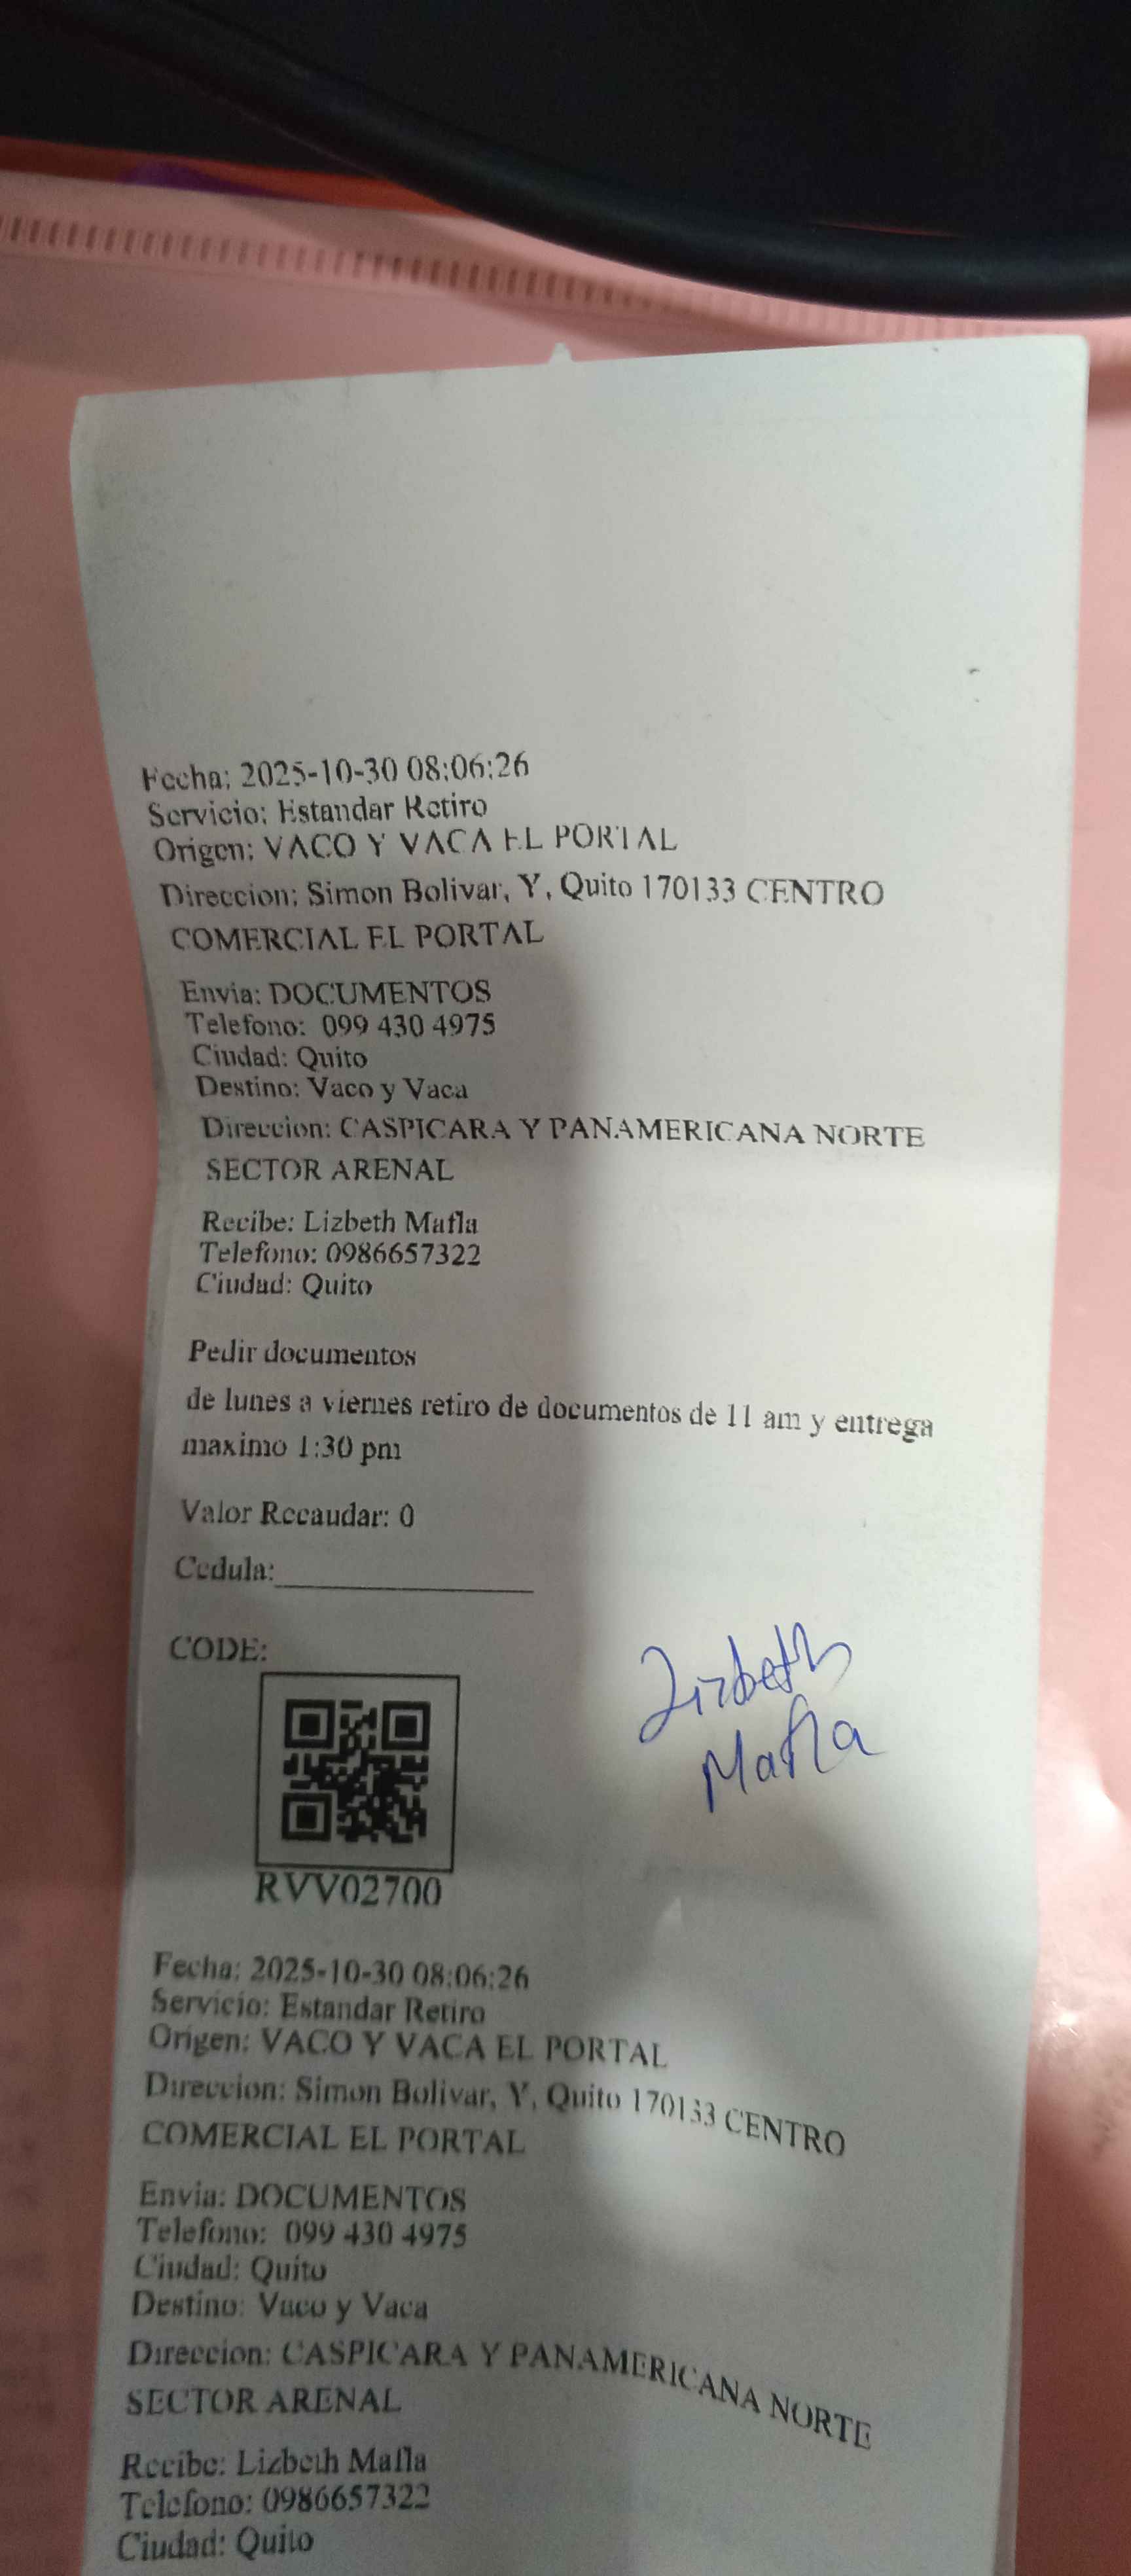 Fecha: 2025-10-30 08:06:26
Servicio: Estandar Retiro
Origen: VACO Y VACA EL PORTAL
Direccion: Simon Bolivar, Y, Quito 170133 CENTRO
COMERCIAL EL PORTAL
Envia: DOCUMENTOS
Telefono: 099 430 4975
Ciudad: Quito
Destino: Vaco y Vaca
Direccion: CASPICARA Y PANAMERICANA NORTE
SECTOR ARENAL
Recibe: Lizbeth Mafla
Telefono: 0986657322
Ciudad: Quito
Pedir documentos
de lunes a viernes retiro de documentos de 11 am y entrega
maximo 1:30 pm
Valor Recaudar: 0
Cedula:
CODE:
Lizbeth
Mafla
RVV02700
Fecha: 2025-10-30 08:06:26
Servicio: Estandar Retiro
Origen: VACO Y VACA EL PORTAL
Direccion: Simon Bolivar, Y, Quito 170133 CENTRO
COMERCIAL EL PORTAL
Envia: DOCUMENTOS
Telefono: 099 430 4975
Ciudad: Quito
Destino: Vaco y Vaca
Direccion: CASPICARA Y PANAMERICANA NORTE
SECTOR ARENAL
Recibe: Lizbeth Mafla
Telefono: 0986657322
Ciudad: Quito